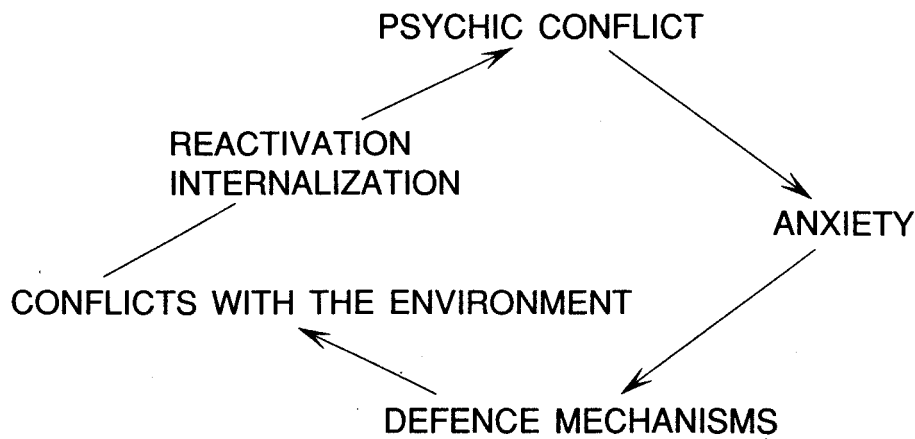 PSYCHIC CONFLICT
REACTIVATION
INTERNALIZATION
ANXIETY
CONFLICTS WITH THE ENVIRONMENT
DEFENCE MECHANISMS